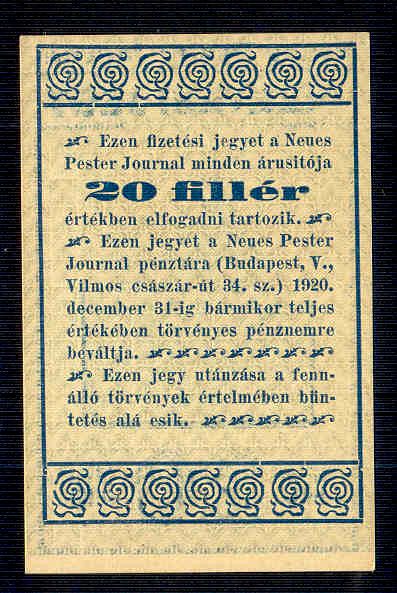 Ezen fizetési jegyet a Neues
Pester Journal minden árusitója
20 fillér
értékben elfogadni tartozik.
Ezen jegyet a Neues Pester
Journal pénztára (Budapest, V.,
Vilmos császár-út 34. sz.) 1920.
december 31-ig bármikor teljes
értékében törvényes pénznemre
beváltja.
Ezen jegy utánzása a fenn-
álló törvények értelmében bün-
tetés alá esik.